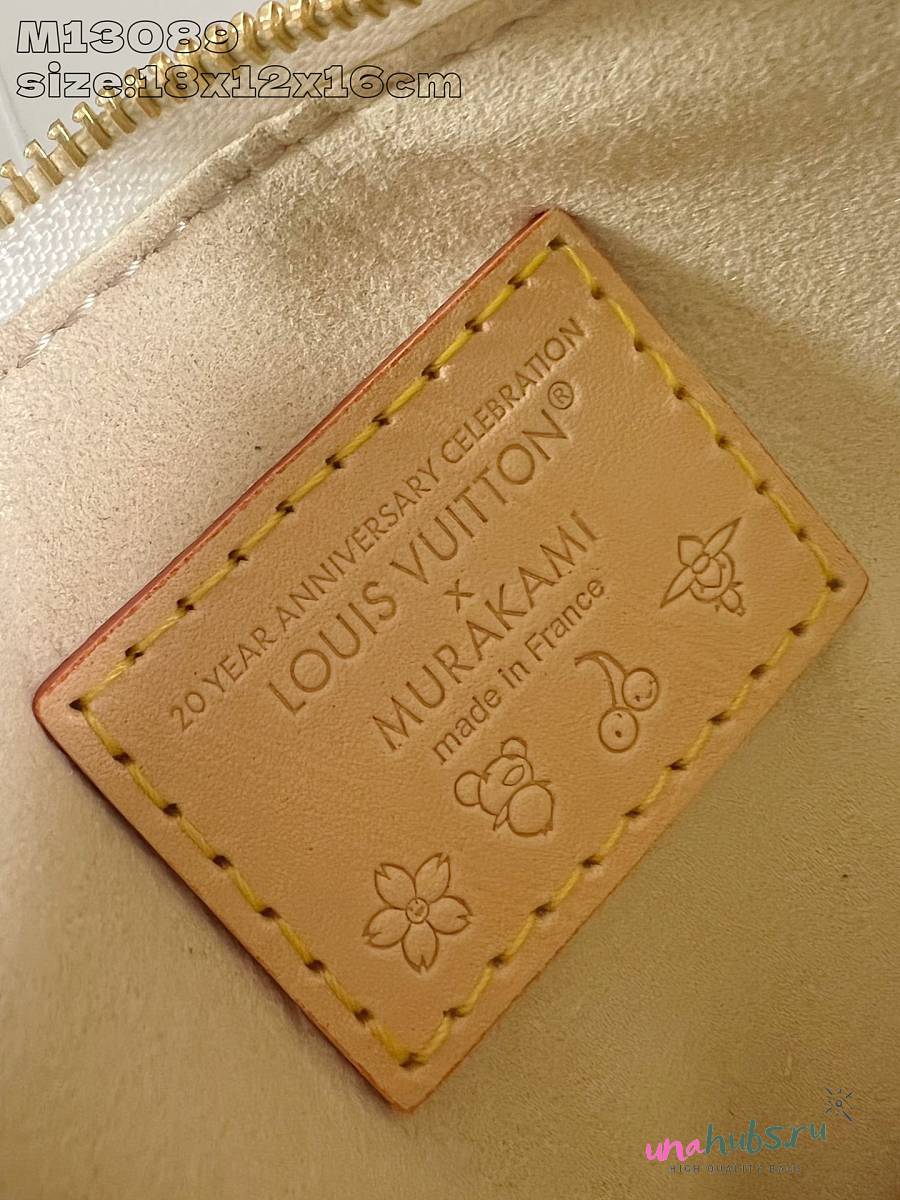 M13089
size:18x12x16cm
20 YEAR ANNIVERSARY CELEBRATION
LOUIS VUITTON®
x
MURAKAMI
made in France
unahubs.ru
HIGH QUALITY BAGS